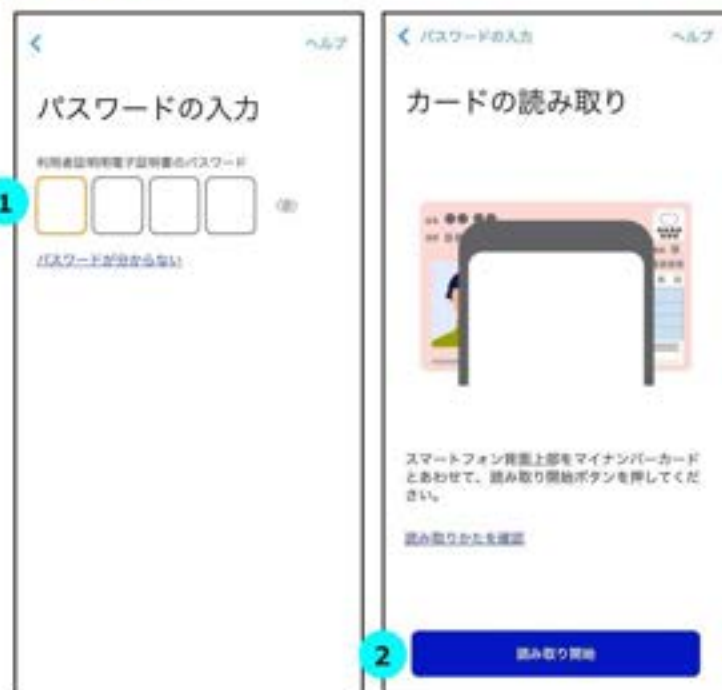 ヘルプ
パスワードの入力
利用者証明用電子証明書のパスワード
1
パスワードが分からない
パスワードの入力
ヘルプ
カードの読み取り
スマートフォン背面上部をマイナンバーカード
とあわせて、読み取り開始ボタンを押してくだ
さい。
読み取りかたを確認
2
読み取り開始